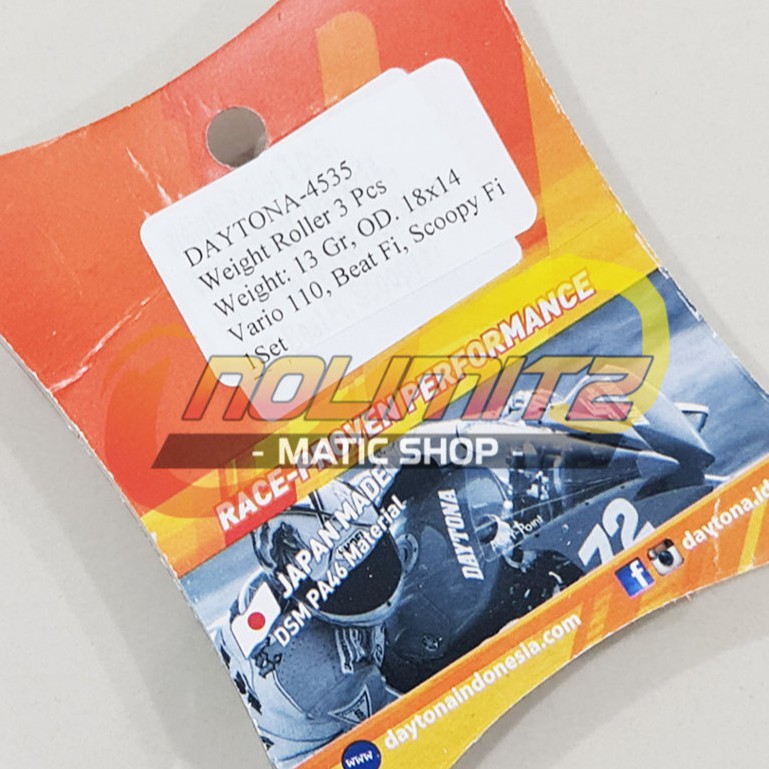 DAYTONA-4535
Weight Roller 3 Pcs
Weight: 13 Gr, OD. 18x14
Vario 110, Beat Fi, Scoopy Fi
1Set
NOLIMITZ
- MATIC SHOP -
RACE-PROVEN PERFORMANCE
JAPAN MADE
DSM PA46 Material
DAYTONA
72
daytona.id
www
daytonaindonesia.com